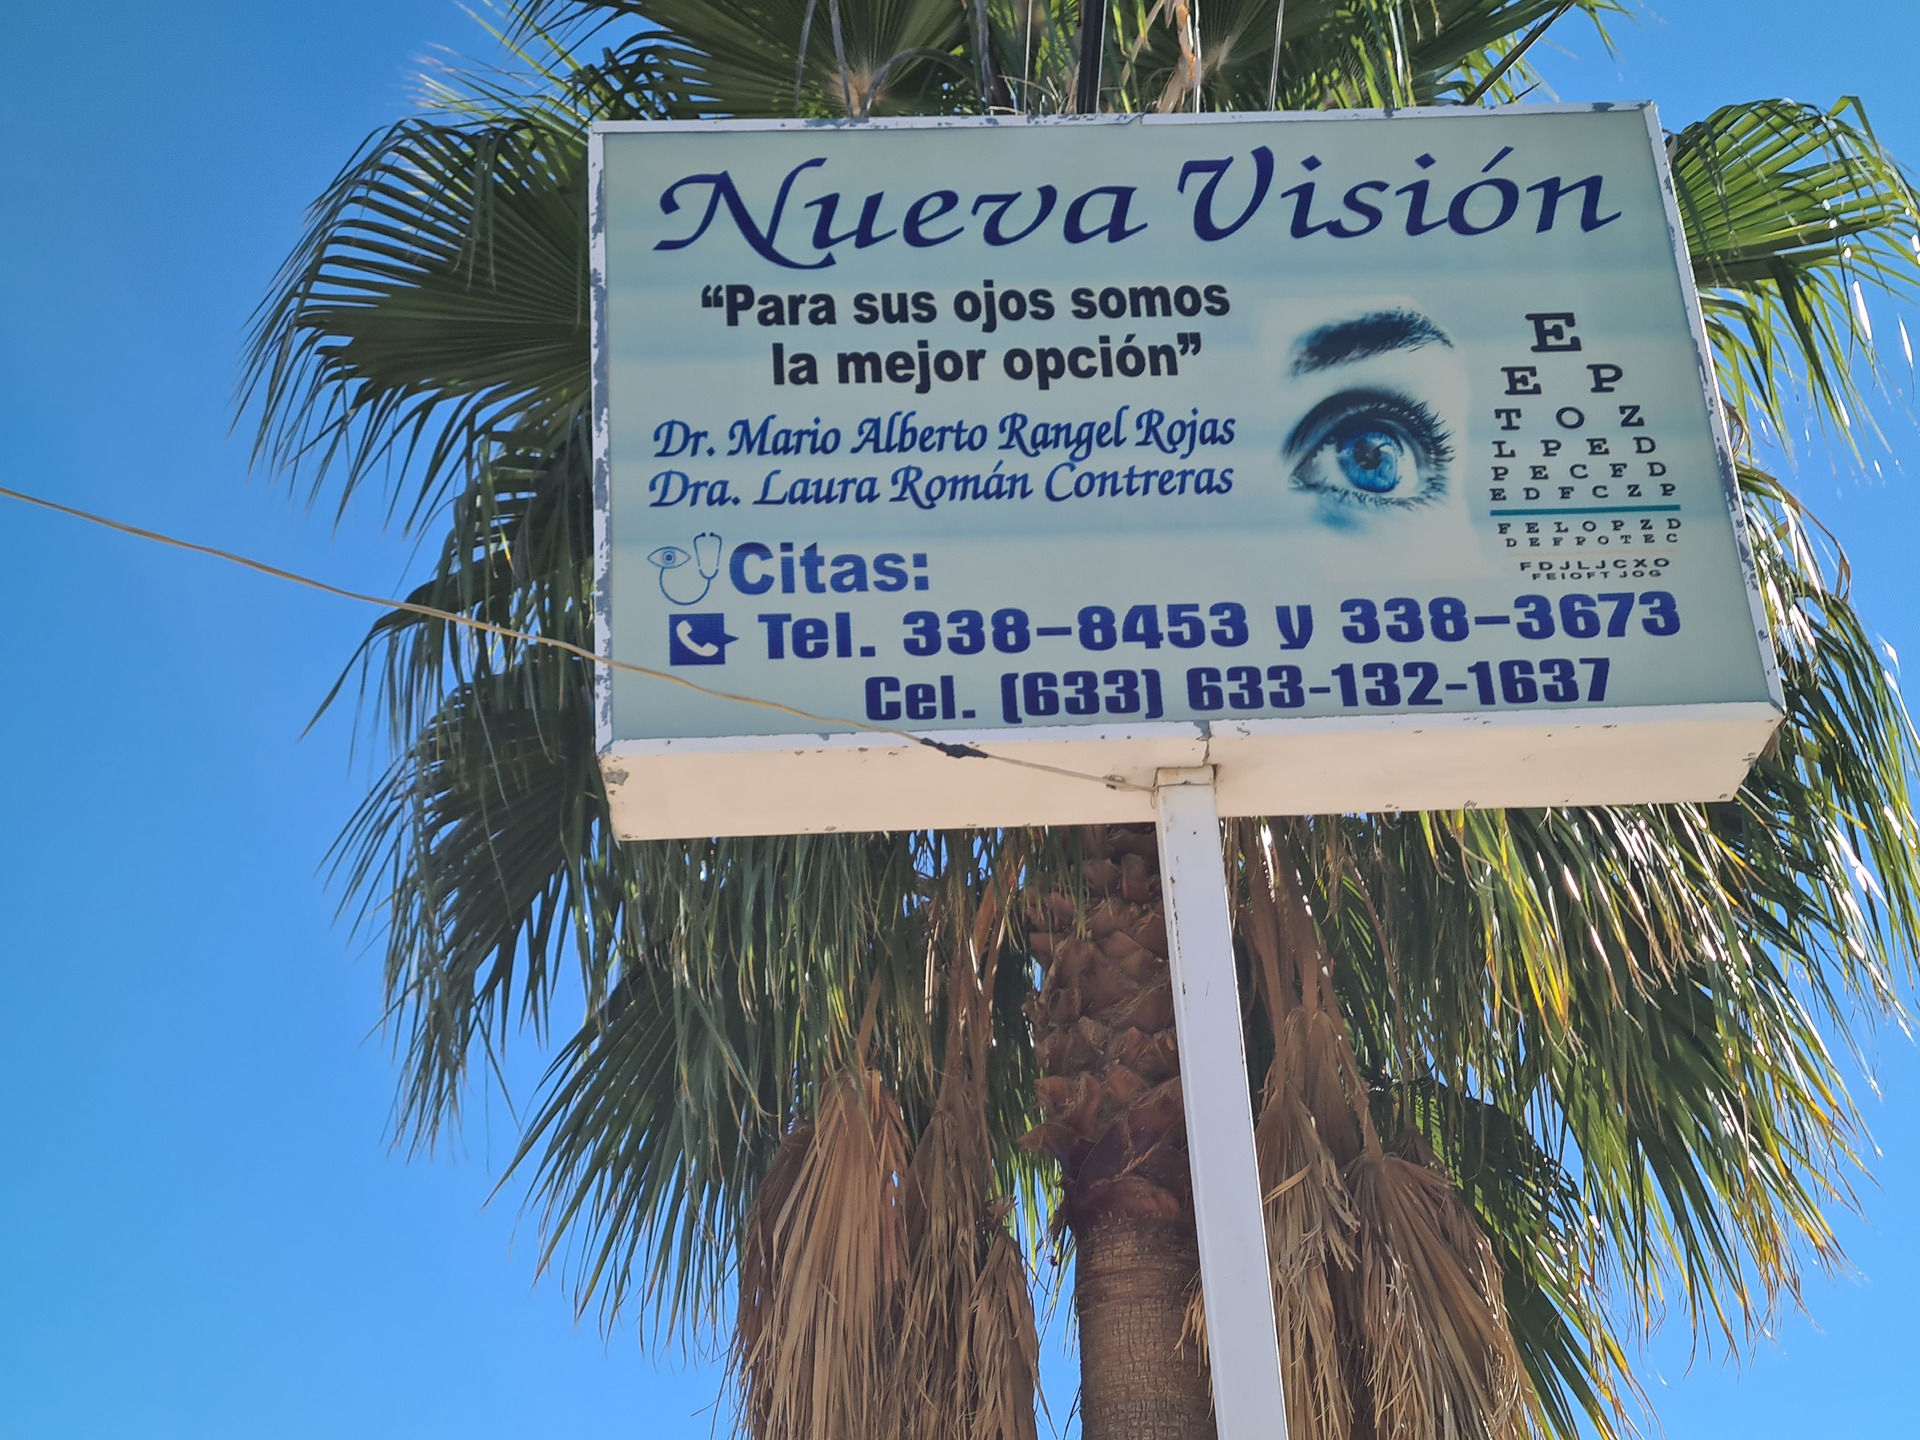 Nueva Visión
“Para sus ojos somos
la mejor opción”
Dr. Mario Alberto Rangel Rojas
Dra. Laura Román Contreras
E
E P
T O Z
L P E D
P E C F D
E D F C Z P
F E L O P Z D
D E F P O T E C
F D J L J C X O
F E I O F T J O G
Citas:
Tel. 338-8453 y 338-3673
Cel. (633) 633-132-1637